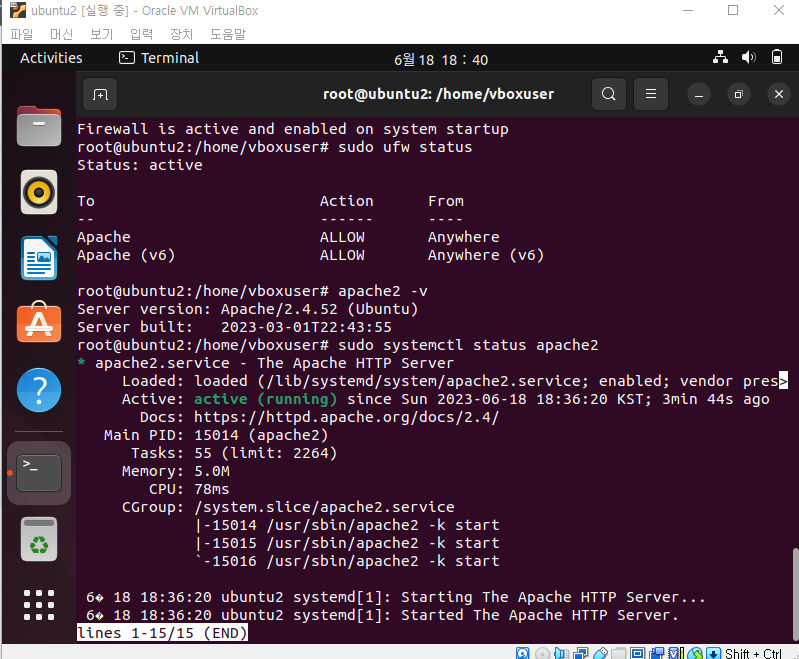 ubuntu2 [실행 중] - Oracle VM VirtualBox
파일 머신 보기 입력 장치 도움말
Activities Terminal 6월 18 18 : 40
root@ubuntu2: /home/vboxuser
Firewall is active and enabled on system startup
root@ubuntu2:/home/vboxuser# sudo ufw status
Status: active
To Action From
-- ------ ----
Apache ALLOW Anywhere
Apache (v6) ALLOW Anywhere (v6)
root@ubuntu2:/home/vboxuser# apache2 -v
Server version: Apache/2.4.52 (Ubuntu)
Server built:   2023-03-01T22:43:55
root@ubuntu2:/home/vboxuser# sudo systemctl status apache2
* apache2.service - The Apache HTTP Server
Loaded: loaded (/lib/systemd/system/apache2.service; enabled; vendor pres>
Active: active (running) since Sun 2023-06-18 18:36:20 KST; 3min 44s ago
Docs: https://httpd.apache.org/docs/2.4/
Main PID: 15014 (apache2)
Tasks: 55 (limit: 2264)
Memory: 5.0M
CPU: 78ms
CGroup: /system.slice/apache2.service
|-15014 /usr/sbin/apache2 -k start
|-15015 /usr/sbin/apache2 -k start
`-15016 /usr/sbin/apache2 -k start
6� 18 18:36:20 ubuntu2 systemd[1]: Starting The Apache HTTP Server...
6� 18 18:36:20 ubuntu2 systemd[1]: Started The Apache HTTP Server.
lines 1-15/15 (END)
Shift + Ctrl